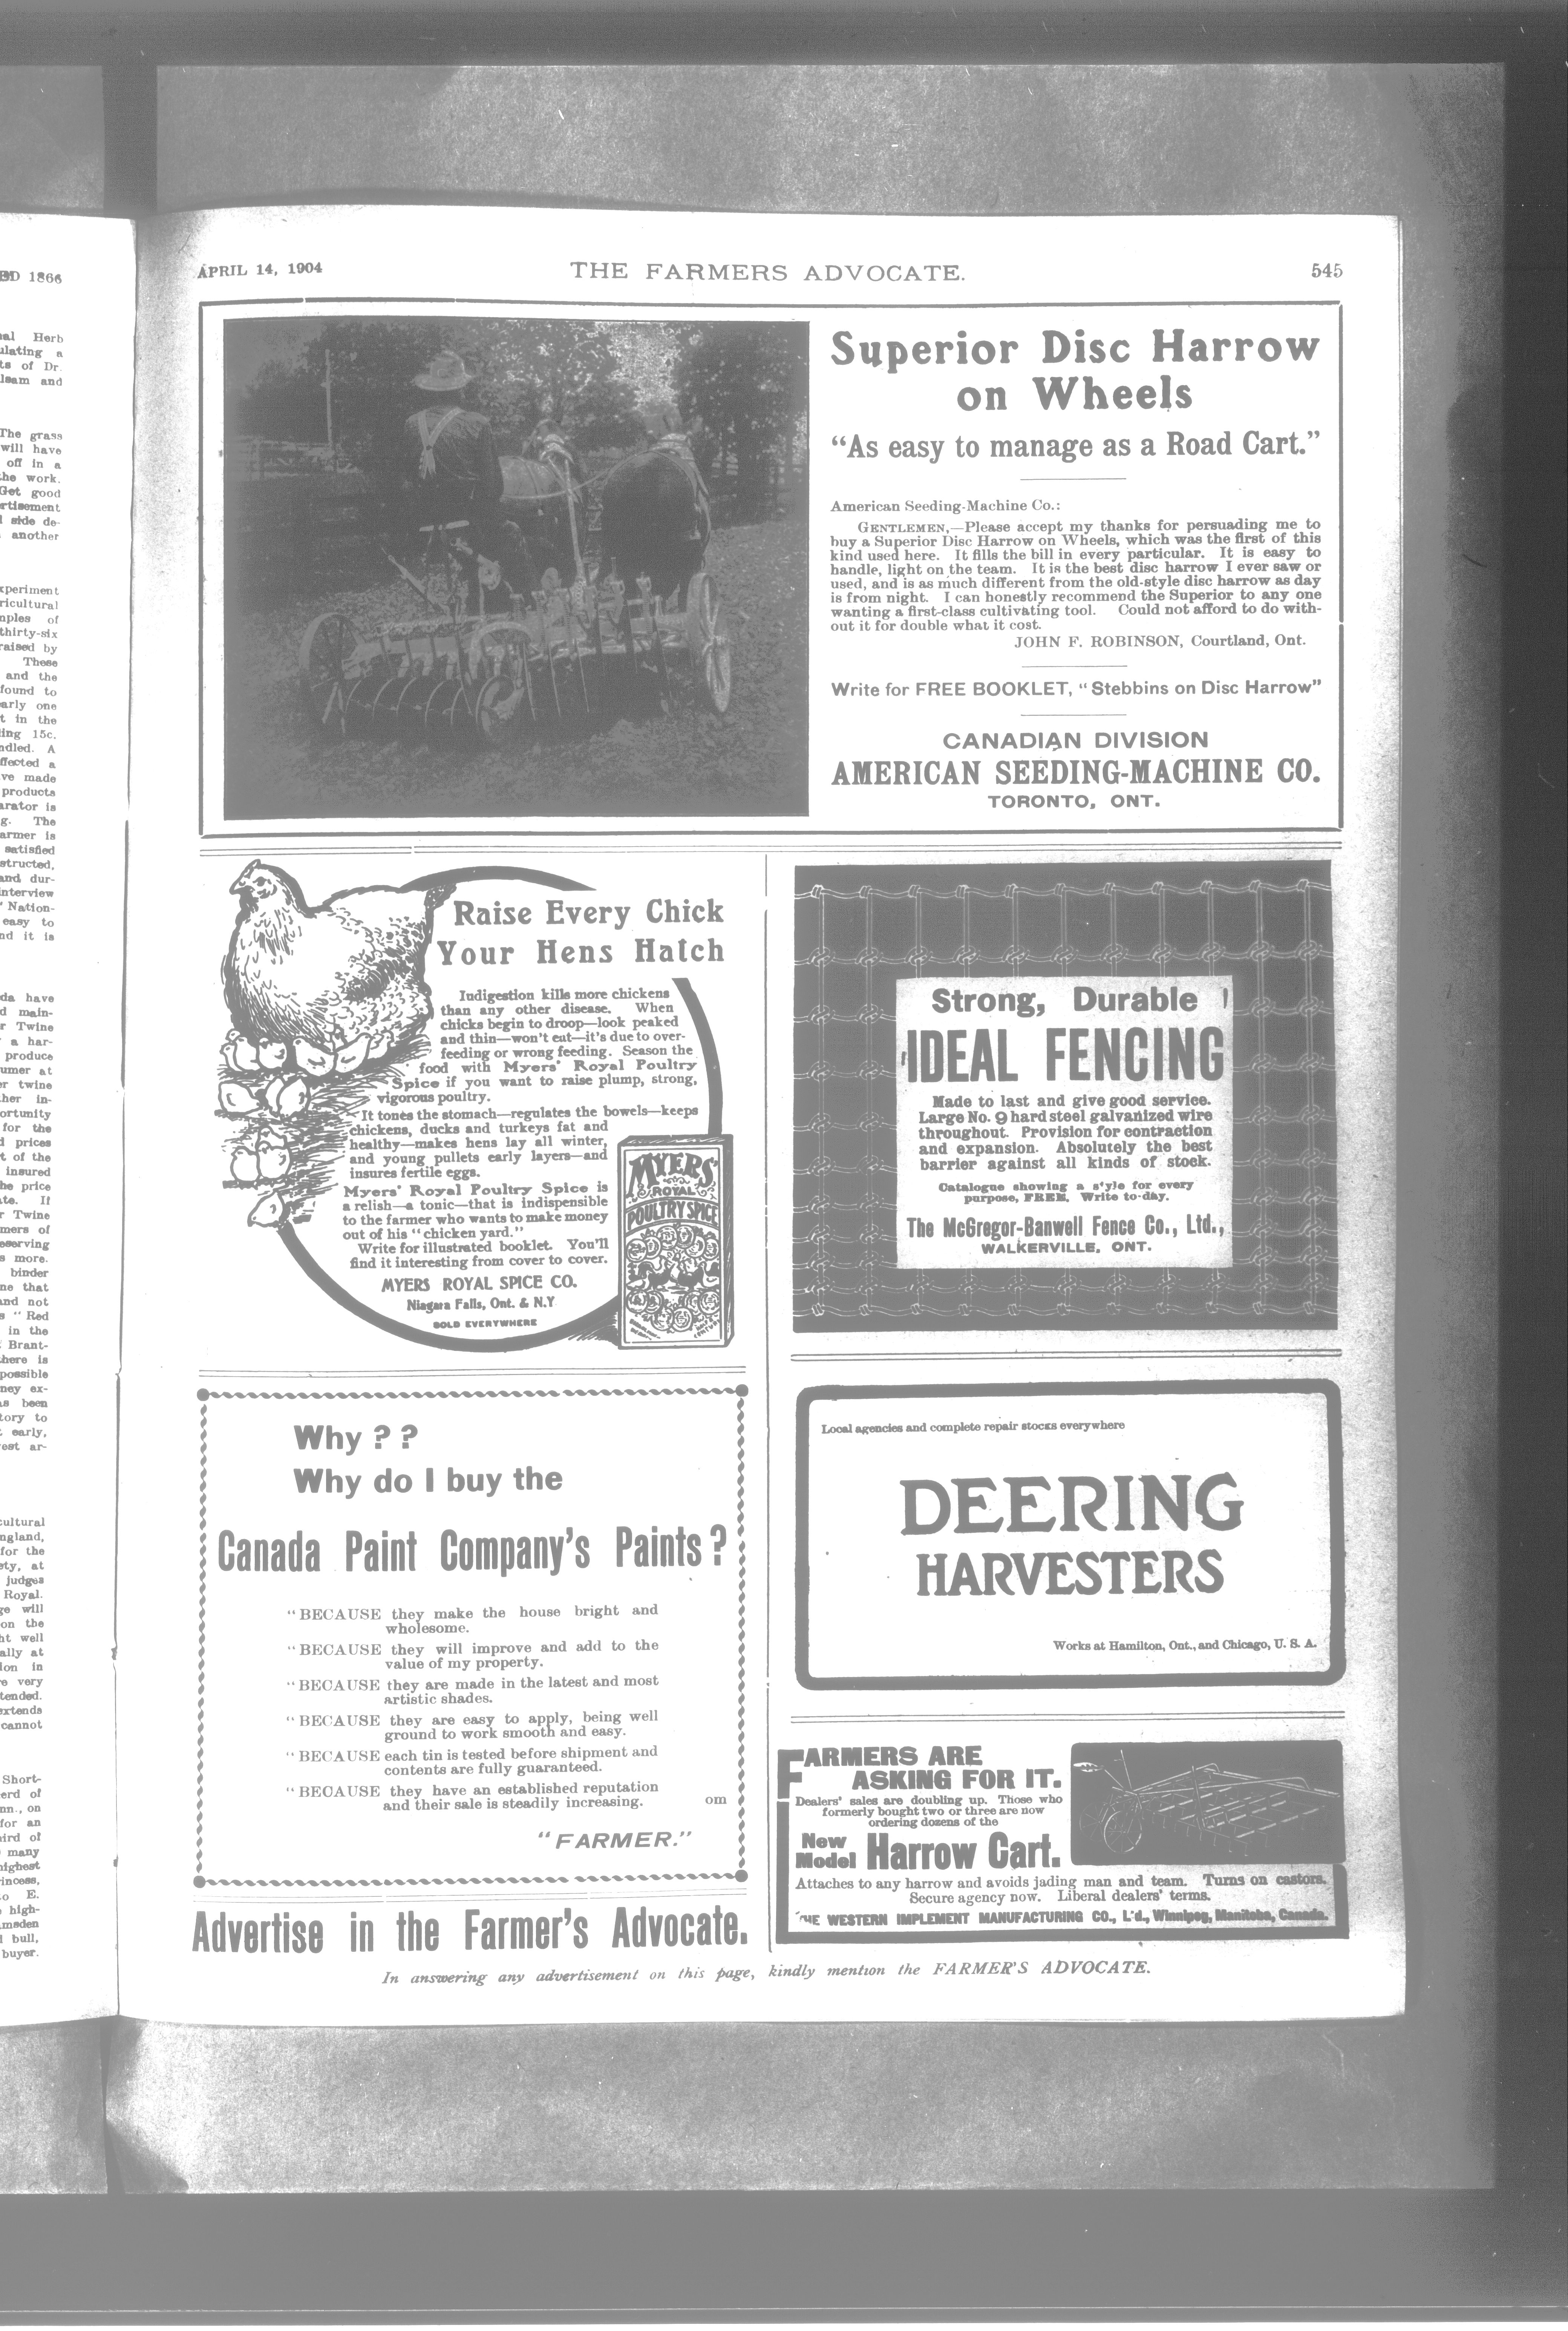 APRIL 14, 1904
THE FARMERS ADVOCATE.
545
Superior Disc Harrow
on Wheels
“As easy to manage as a Road Cart.”
American Seeding-Machine Co.:
GENTLEMEN,—Please accept my thanks for persuading me to
buy a Superior Disc Harrow on Wheels, which was the first of this
kind used here. It fills the bill in every particular. It is easy to
handle, light on the team. It is the best disc harrow I ever saw or
used, and is as much different from the old-style disc harrow as day
is from night. I can honestly recommend the Superior to any one
wanting a first-class cultivating tool. Could not afford to do with-
out it for double what it cost.
JOHN F. ROBINSON, Courtland, Ont.
Write for FREE BOOKLET, “Stebbins on Disc Harrow”
CANADIAN DIVISION
AMERICAN SEEDING-MACHINE CO.
TORONTO, ONT.
Raise Every Chick
Your Hens Hatch
Indigestion kills more chickens
than any other disease. When
chicks begin to droop—look peaked
and thin—won't eat—it's due to over-
feeding or wrong feeding. Season the
food with Myers' Royal Poultry
Spice if you want to raise plump, strong,
vigorous poultry.
It tones the stomach—regulates the bowels—keeps
chickens, ducks and turkeys fat and
healthy—makes hens lay all winter,
and young pullets early layers—and
insures fertile eggs.
Myers' Royal Poultry Spice is
a relish—a tonic—that is indispensible
to the farmer who wants to make money
out of his “chicken yard.”
Write for illustrated booklet. You'll
find it interesting from cover to cover.
MYERS ROYAL SPICE CO.
Niagara Falls, Ont. & N.Y
SOLD EVERYWHERE
MYERS'
ROYAL
POULTRY SPICE
Strong, Durable
IDEAL FENCING
Made to last and give good service.
Large No. 9 hard steel galvanized wire
throughout. Provision for contraction
and expansion. Absolutely the best
barrier against all kinds of stock.
Catalogue showing a style for every
purpose, FREE. Write to-day.
The McGregor-Banwell Fence Co., Ltd.,
WALKERVILLE, ONT.
Why ? ?
Why do I buy the
Canada Paint Company's Paints?
“BECAUSE they make the house bright and
wholesome.
“BECAUSE they will improve and add to the
value of my property.
“BECAUSE they are made in the latest and most
artistic shades.
“BECAUSE they are easy to apply, being well
ground to work smooth and easy.
“BECAUSE each tin is tested before shipment and
contents are fully guaranteed.
“BECAUSE they have an established reputation
and their sale is steadily increasing.
om
“FARMER.”
Advertise in the Farmer's Advocate.
Local agencies and complete repair stocks everywhere
DEERING
HARVESTERS
Works at Hamilton, Ont., and Chicago, U. S. A.
FARMERS ARE
ASKING FOR IT.
Dealers' sales are doubling up. Those who
formerly bought two or three are now
ordering dozens of the
New
Model Harrow Cart.
Attaches to any harrow and avoids jading man and team. Turns on castors.
Secure agency now. Liberal dealers' terms.
THE WESTERN IMPLEMENT MANUFACTURING CO., L'd., Winnipeg, Manitoba, Canada.
In answering any advertisement on this page, kindly mention the FARMER'S ADVOCATE.